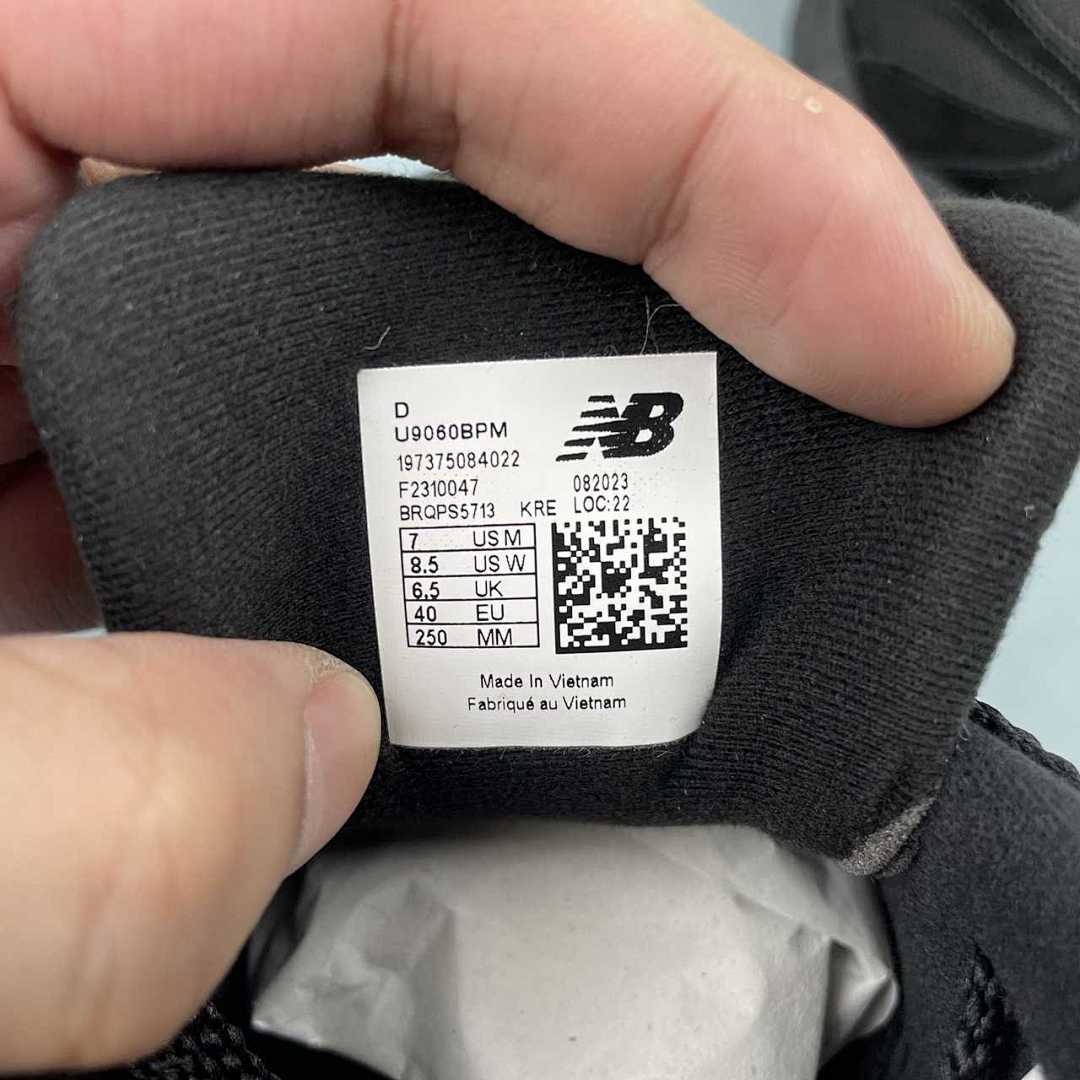 D
U9060BPM
NB
197375084022
F2310047 082023
BRQPS5713 KRE LOC:22
7 US M
8.5 US W
6.5 UK
40 EU
250 MM
Made In Vietnam
Fabriqué au Vietnam